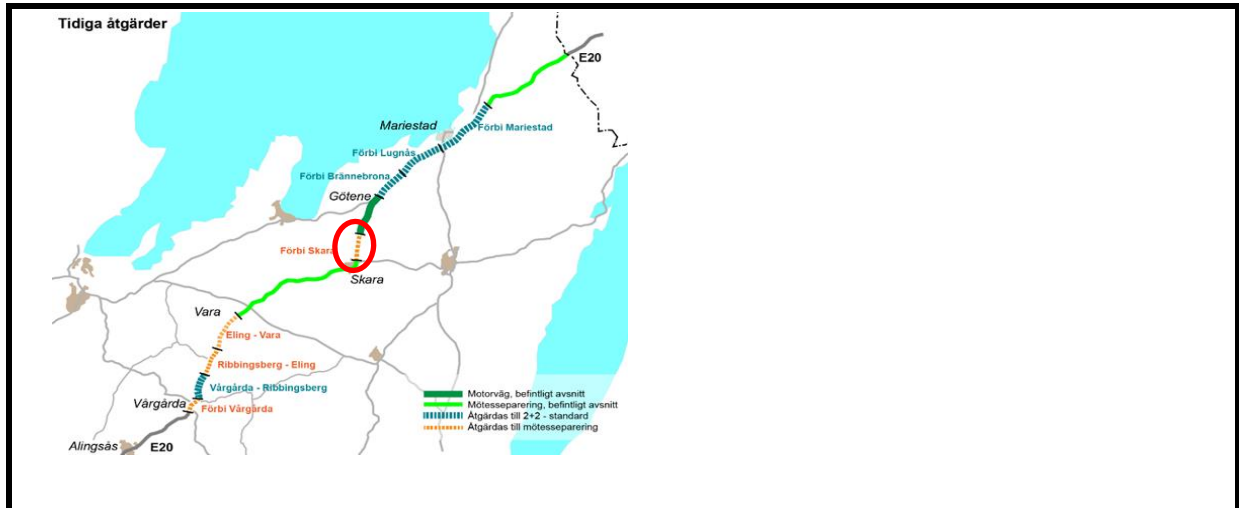 Tidiga åtgärder
E20
Mariestad
Förbi Mariestad
Förbi Lugnås
Förbi Brännebrona
Götene
Förbi Skara
Skara
Vara
Eling - Vara
Ribbingsberg - Eling
Vårgårda - Ribbingsberg
Vårgårda
Förbi Vårgårda
Alingsås
E20
Motorväg, befintligt avsnitt
Mötesseparering, befintligt avsnitt
Åtgärdas till 2+2 - standard
Åtgärdas till mötesseparering